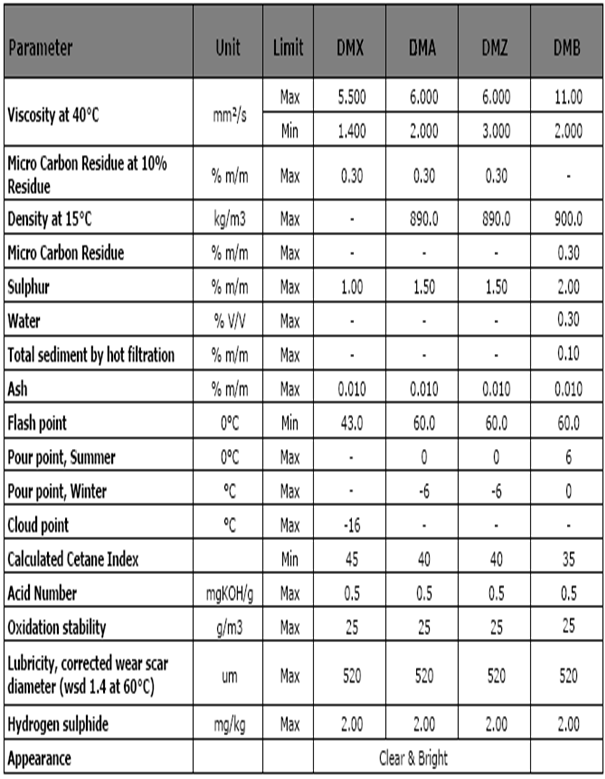 Parameter Unit Limit DMX DMA DMZ DMB
Viscosity at 40°C mm²/s Max 5.500 6.000 6.000 11.00
Min 1.400 2.000 3.000 2.000
Micro Carbon Residue at 10%
Residue % m/m Max 0.30 0.30 0.30 -
Density at 15°C kg/m3 Max - 890.0 890.0 900.0
Micro Carbon Residue % m/m Max - - - 0.30
Sulphur % m/m Max 1.00 1.50 1.50 2.00
Water % V/V Max - - - 0.30
Total sediment by hot filtration % m/m Max - - - 0.10
Ash % m/m Max 0.010 0.010 0.010 0.010
Flash point 0°C Min 43.0 60.0 60.0 60.0
Pour point, Summer 0°C Max - 0 0 6
Pour point, Winter °C Max - -6 -6 0
Cloud point °C Max -16 - - -
Calculated Cetane Index Min 45 40 40 35
Acid Number mgKOH/g Max 0.5 0.5 0.5 0.5
Oxidation stability g/m3 Max 25 25 25 25
Lubricity, corrected wear scar
diameter (wsd 1.4 at 60°C) um Max 520 520 520 520
Hydrogen sulphide mg/kg Max 2.00 2.00 2.00 2.00
Appearance Clear & Bright